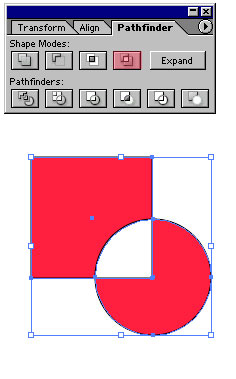 Transform Align Pathfinder
Shape Modes:
Expand
Pathfinders: